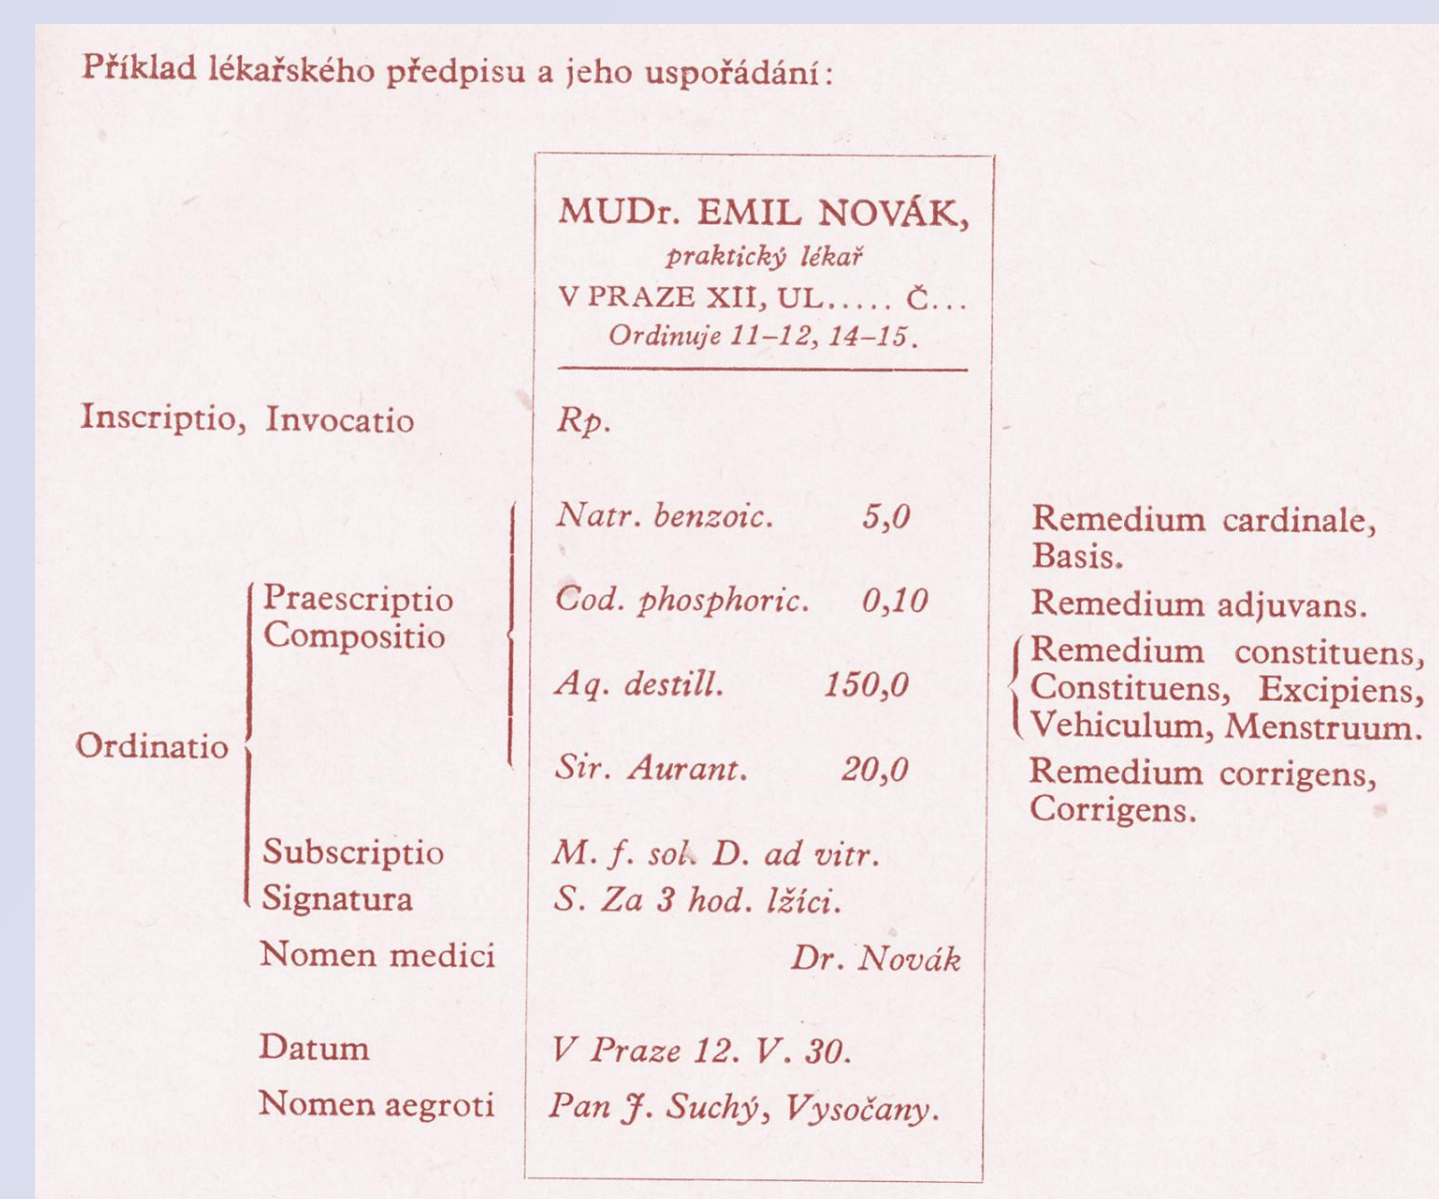 Příklad lékařského předpisu a jeho uspořádání:
MUDr. EMIL NOVÁK,
praktický lékař
V PRAZE XII, UL..... Č...
Ordinuje 11–12, 14–15.
Inscriptio, Invocatio Rp.
Natr. benzoic. 5,0 Remedium cardinale,
Basis.
Praescriptio Cod. phosphoric. 0,10 Remedium adjuvans.
Compositio
Remedium constituens,
Aq. destill. 150,0 Constituens, Excipiens,
Vehiculum, Menstruum.
Ordinatio
Sir. Aurant. 20,0 Remedium corrigens,
Corrigens.
Subscriptio M. f. sol. D. ad vitr.
Signatura S. Za 3 hod. lžíci.
Nomen medici Dr. Novák
Datum V Praze 12. V. 30.
Nomen aegroti Pan J. Suchý, Vysočany.